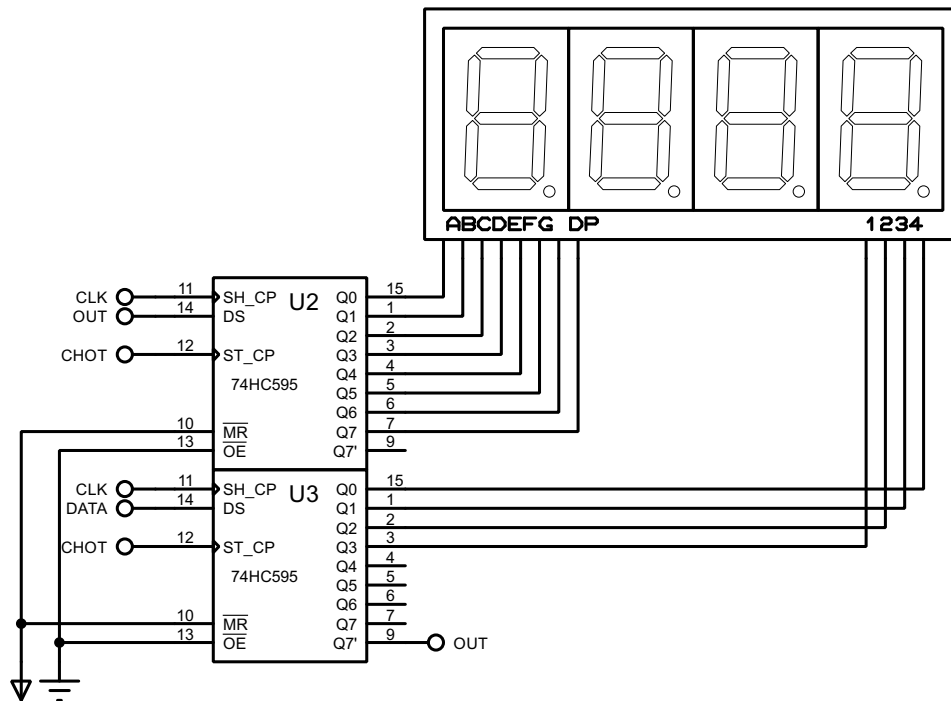 ABCDEFG DP 1234
CLK 11 SH_CP U2 Q0 15
OUT 14 DS Q1 1
Q2 2
CHOT 12 ST_CP Q3 3
Q4 4
74HC595 Q5 5
Q6 6
10 MR Q7 7
13 OE Q7' 9
CLK 11 SH_CP U3 Q0 15
DATA 14 DS Q1 1
Q2 2
CHOT 12 ST_CP Q3 3
Q4 4
74HC595 Q5 5
Q6 6
10 MR Q7 7
13 OE Q7' 9 OUT